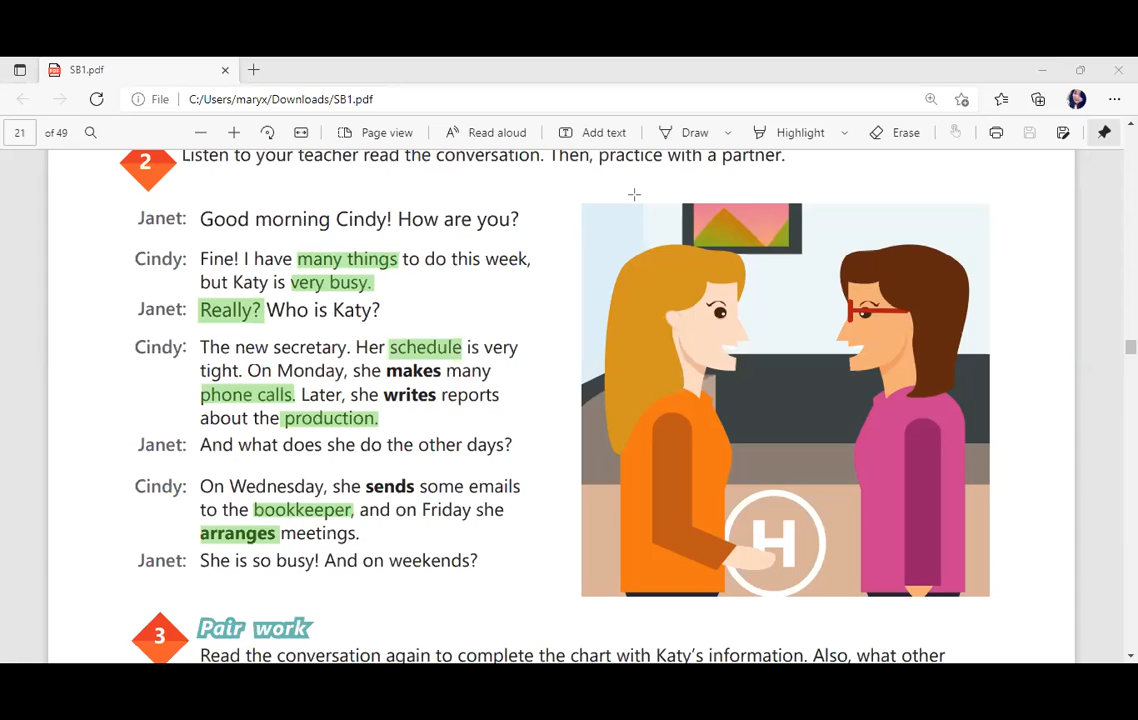 SB1.pdf
File C:/Users/maryx/Downloads/SB1.pdf
21 of 49 Page view Read aloud Add text Draw Highlight Erase
2 Listen to your teacher read the conversation. Then, practice with a partner.
Janet: Good morning Cindy! How are you?
Cindy: Fine! I have many things to do this week,
but Katy is very busy.
Janet: Really? Who is Katy?
Cindy: The new secretary. Her schedule is very
tight. On Monday, she makes many
phone calls. Later, she writes reports
about the production.
Janet: And what does she do the other days?
Cindy: On Wednesday, she sends some emails
to the bookkeeper, and on Friday she
arranges meetings.
Janet: She is so busy! And on weekends?
H
3 Pair work
Read the conversation again to complete the chart with Katy's information. Also, what other